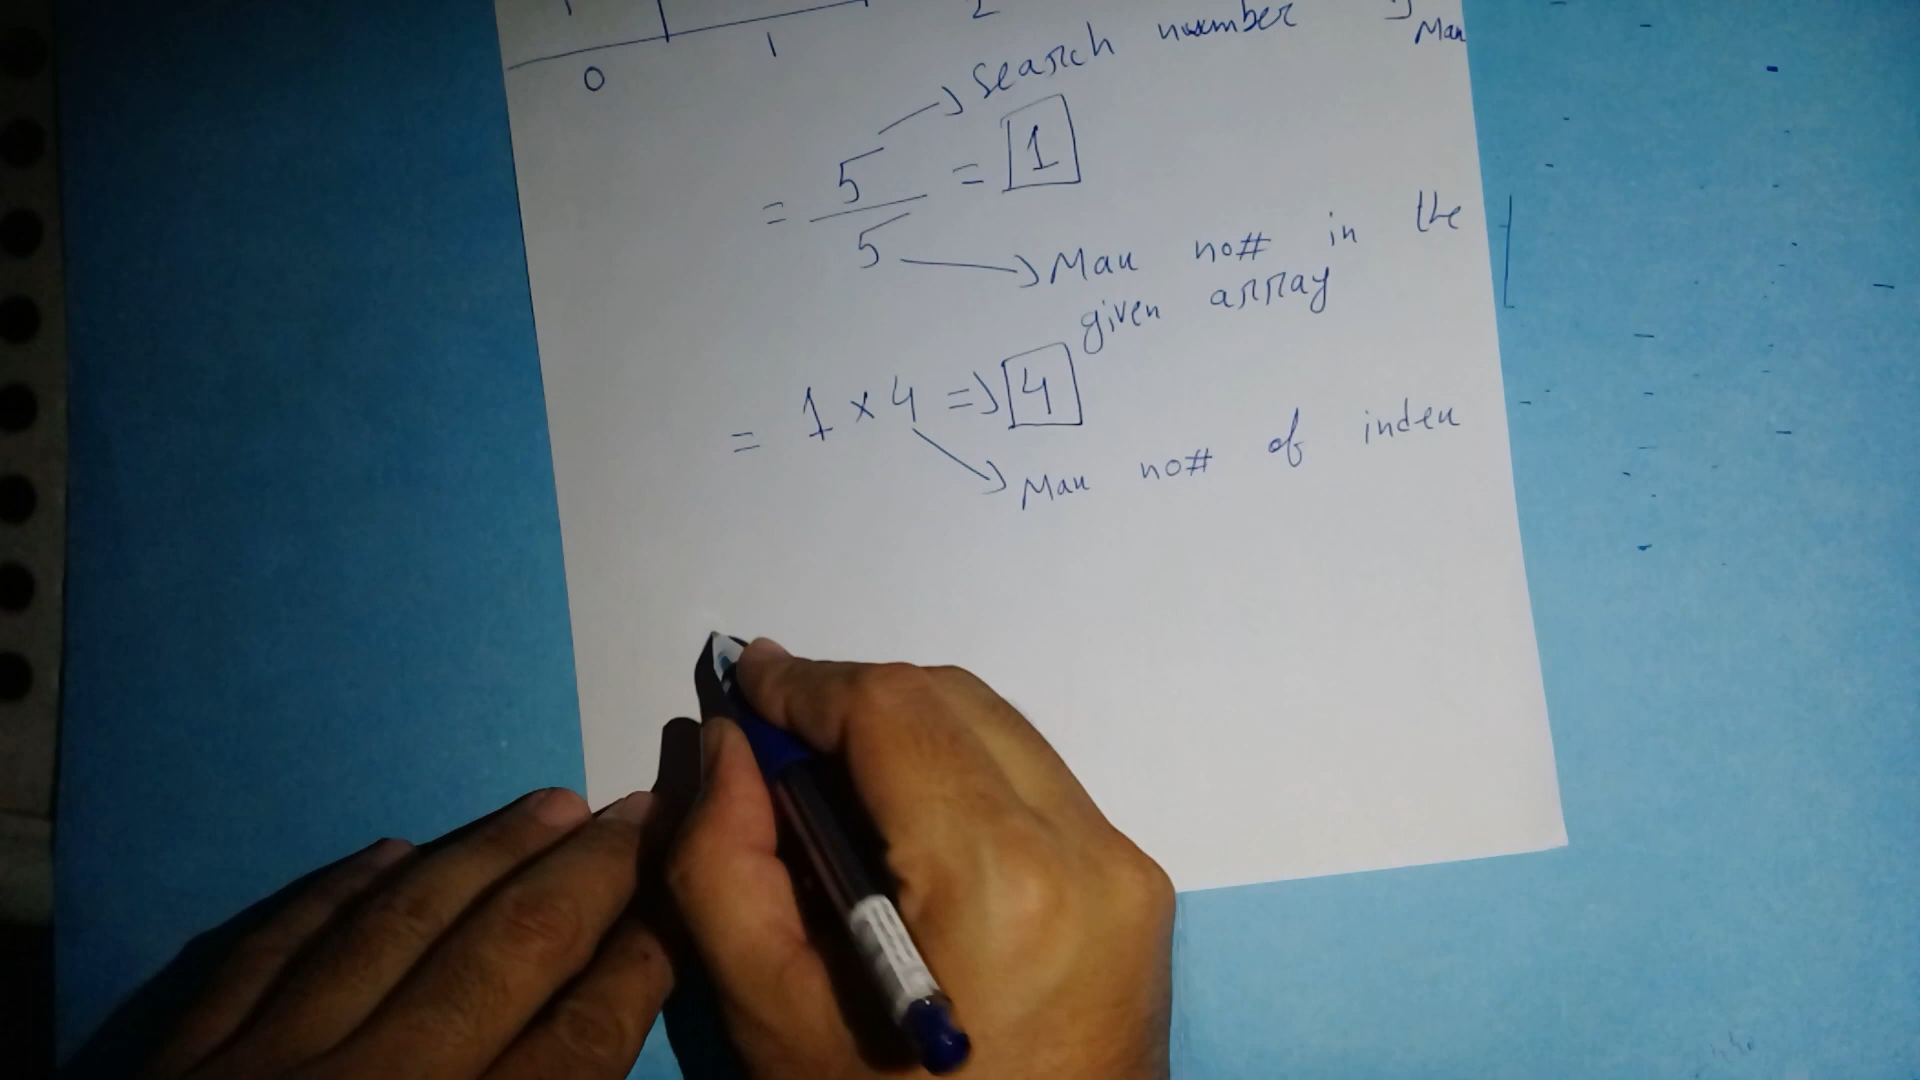 0 1 2
search number Max
= 5/5 = 1
Max no# in the
given array
= 1 × 4 => 4
Max no# of index